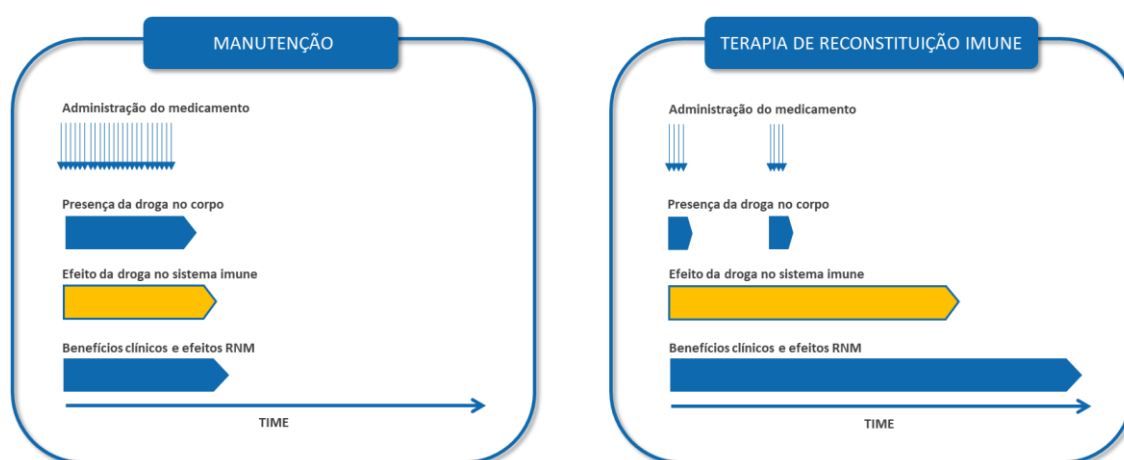 MANUTENÇÃO
Administração do medicamento
Presença da droga no corpo
Efeito da droga no sistema imune
Benefícios clínicos e efeitos RNM
TIME
TERAPIA DE RECONSTITUIÇÃO IMUNE
Administração do medicamento
Presença da droga no corpo
Efeito da droga no sistema imune
Benefícios clínicos e efeitos RNM
TIME